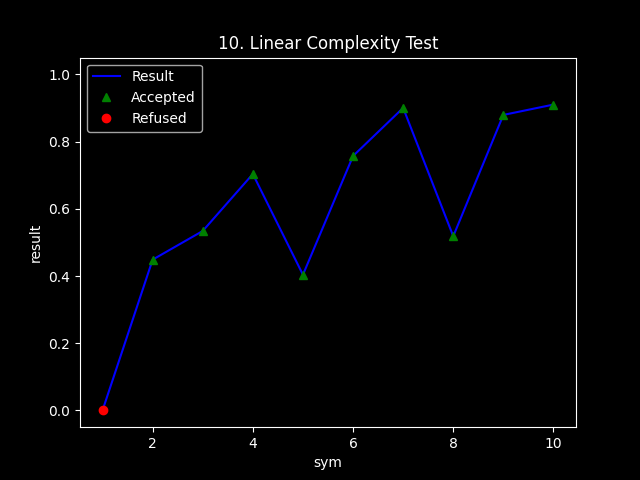 10. Linear Complexity Test
Result
Accepted
Refused
1.0
0.8
0.6
0.4
0.2
0.0
result
2 4 6 8 10
sym